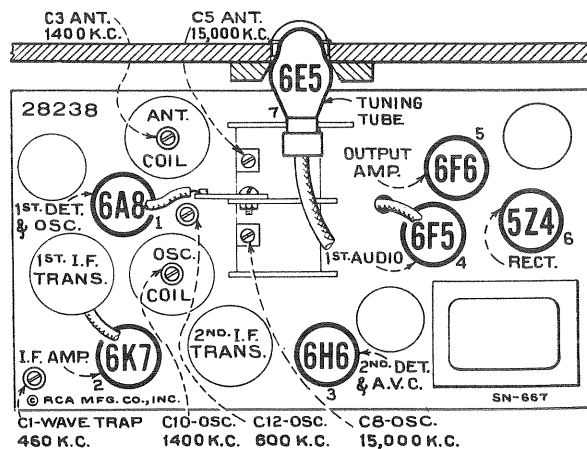 C3 ANT.
1400 K.C.
C5 ANT.
15,000 K.C.
6E5
7
TUNING
TUBE
28238
ANT.
COIL
5
OUTPUT
AMP.
6F6
1ST. DET.
& OSC.
6A8
1
6F5
4
1ST. AUDIO
5Z4
6
RECT.
1ST. I.F.
TRANS.
OSC.
COIL
2ND. I.F.
TRANS.
I.F. AMP.
6K7
2
6H6
3
2ND. DET.
& A.V.C.
© RCA MFG. CO., INC.
SN-667
C1-WAVE TRAP
460 K.C.
C10-OSC.
1400 K.C.
C12-OSC.
600 K.C.
C8-OSC.
15,000 K.C.